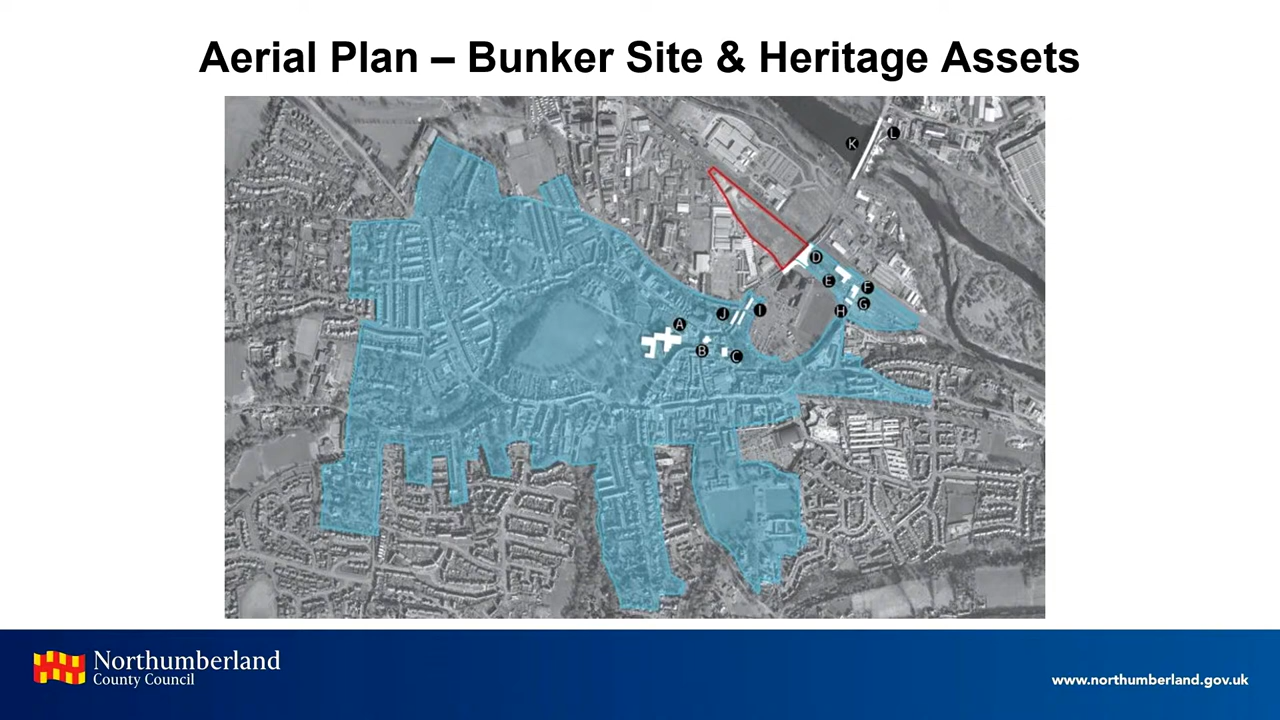 Aerial Plan – Bunker Site & Heritage Assets
K
L
D
E
F
G
H
I
J
A
B
C
Northumberland
County Council
www.northumberland.gov.uk